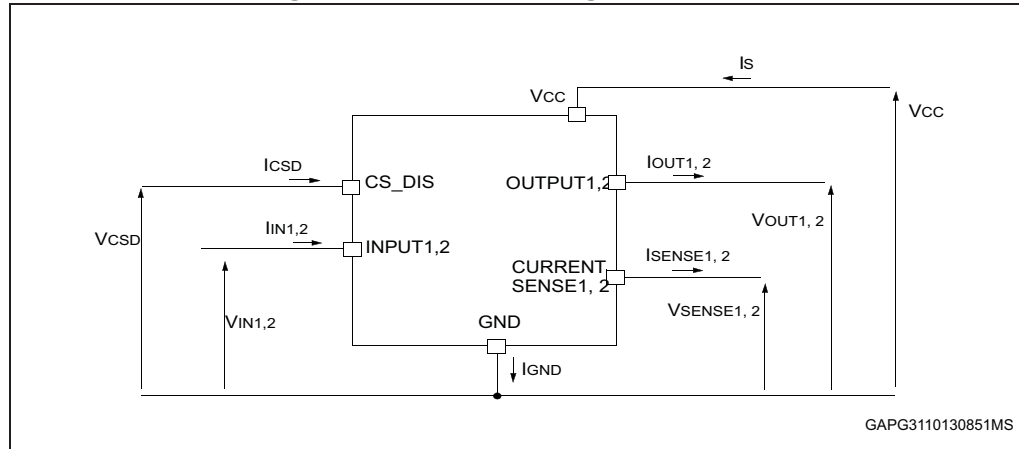 IS
VCC
VCC
ICSD
CS_DIS
IOUT1, 2
OUTPUT1,2
VCSD
IIN1,2
INPUT1,2
VOUT1, 2
CURRENT
SENSE1, 2
ISENSE1, 2
VIN1,2
VSENSE1, 2
GND
IGND
GAPG3110130851MS